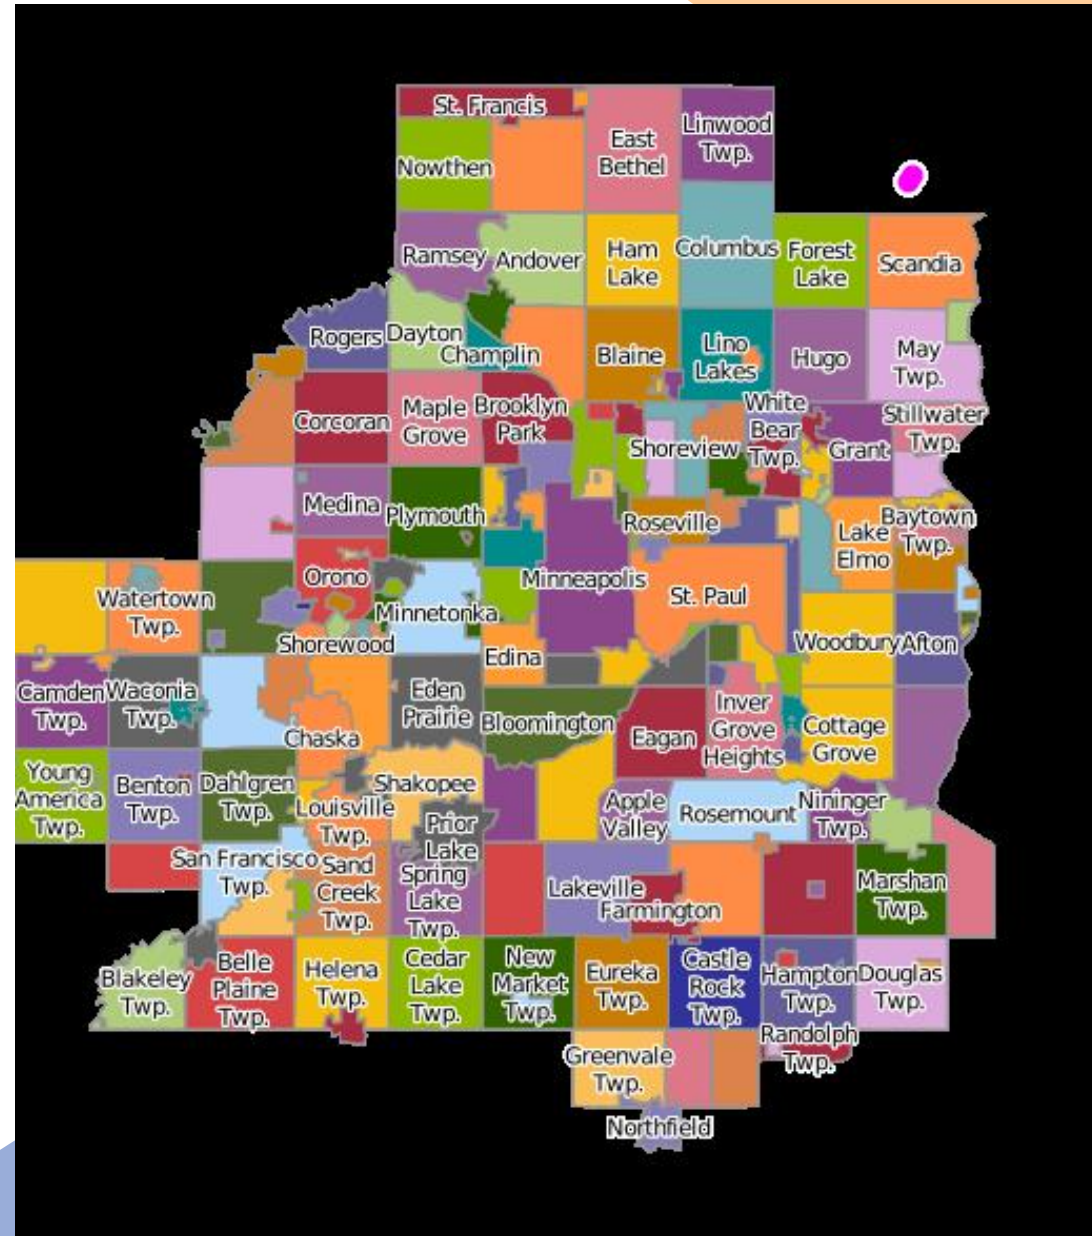 St. Francis
Linwood
Twp.
East
Bethel
Nowthen
Ramsey
Andover
Ham
Lake
Columbus
Forest
Lake
Scandia
Rogers
Dayton
Champlin
Blaine
Lino
Lakes
Hugo
May
Twp.
Corcoran
Maple
Grove
Brooklyn
Park
Shoreview
White
Bear
Twp.
Grant
Stillwater
Twp.
Medina
Plymouth
Roseville
Lake
Elmo
Baytown
Twp.
Orono
Minneapolis
Watertown
Twp.
Minnetonka
St. Paul
Shorewood
Edina
Woodbury
Afton
Camden
Twp.
Waconia
Twp.
Eden
Prairie
Bloomington
Inver
Grove
Heights
Chaska
Eagan
Cottage
Grove
Young
America
Twp.
Benton
Twp.
Dahlgren
Twp.
Shakopee
Louisville
Twp.
Apple
Valley
Rosemount
Nininger
Twp.
Prior
Lake
San Francisco
Twp.
Sand
Creek
Twp.
Spring
Lake
Twp.
Lakeville
Farmington
Marshan
Twp.
Blakeley
Twp.
Belle
Plaine
Twp.
Helena
Twp.
Cedar
Lake
Twp.
New
Market
Twp.
Eureka
Twp.
Castle
Rock
Twp.
Hampton
Twp.
Douglas
Twp.
Randolph
Twp.
Greenvale
Twp.
Northfield